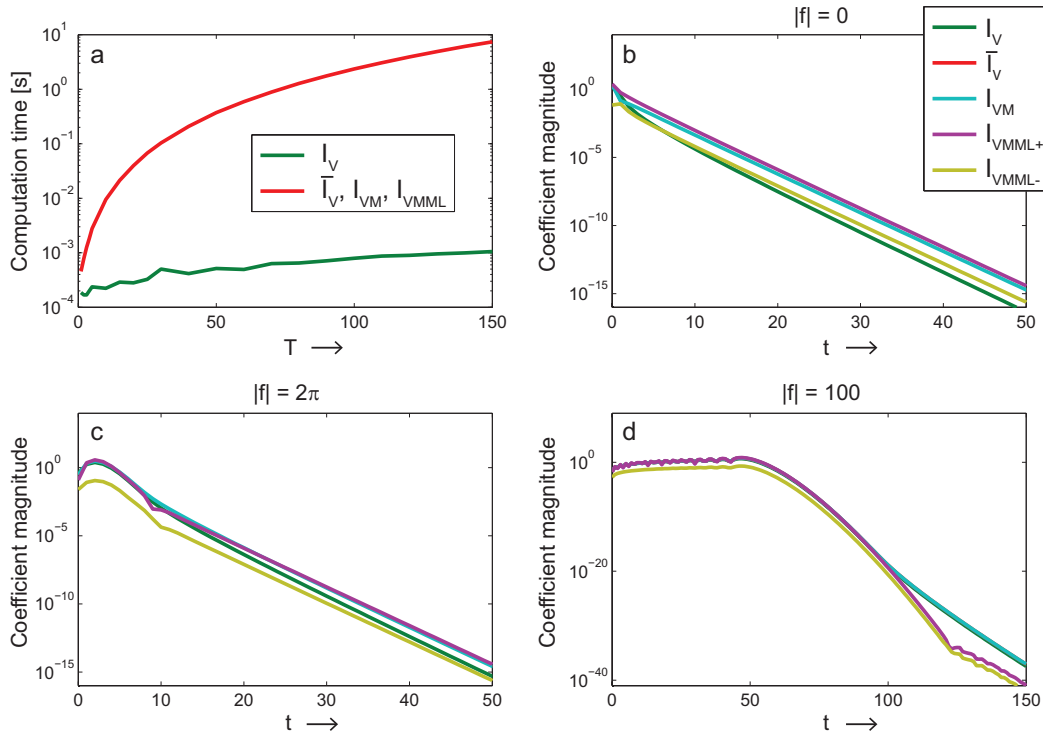 a
Computation time [s]
10^1
10^0
10^-1
10^-2
10^-3
10^-4
0
50
100
150
T →
I_V
Ī_V, I_VM, I_VMML
|f| = 0
b
Coefficient magnitude
10^0
10^-5
10^-10
10^-15
0
10
20
30
40
50
t →
I_V
Ī_V
I_VM
I_VMML+
I_VMML-
|f| = 2π
c
Coefficient magnitude
10^0
10^-5
10^-10
10^-15
0
10
20
30
40
50
t →
|f| = 100
d
Coefficient magnitude
10^0
10^-20
10^-40
0
50
100
150
t →